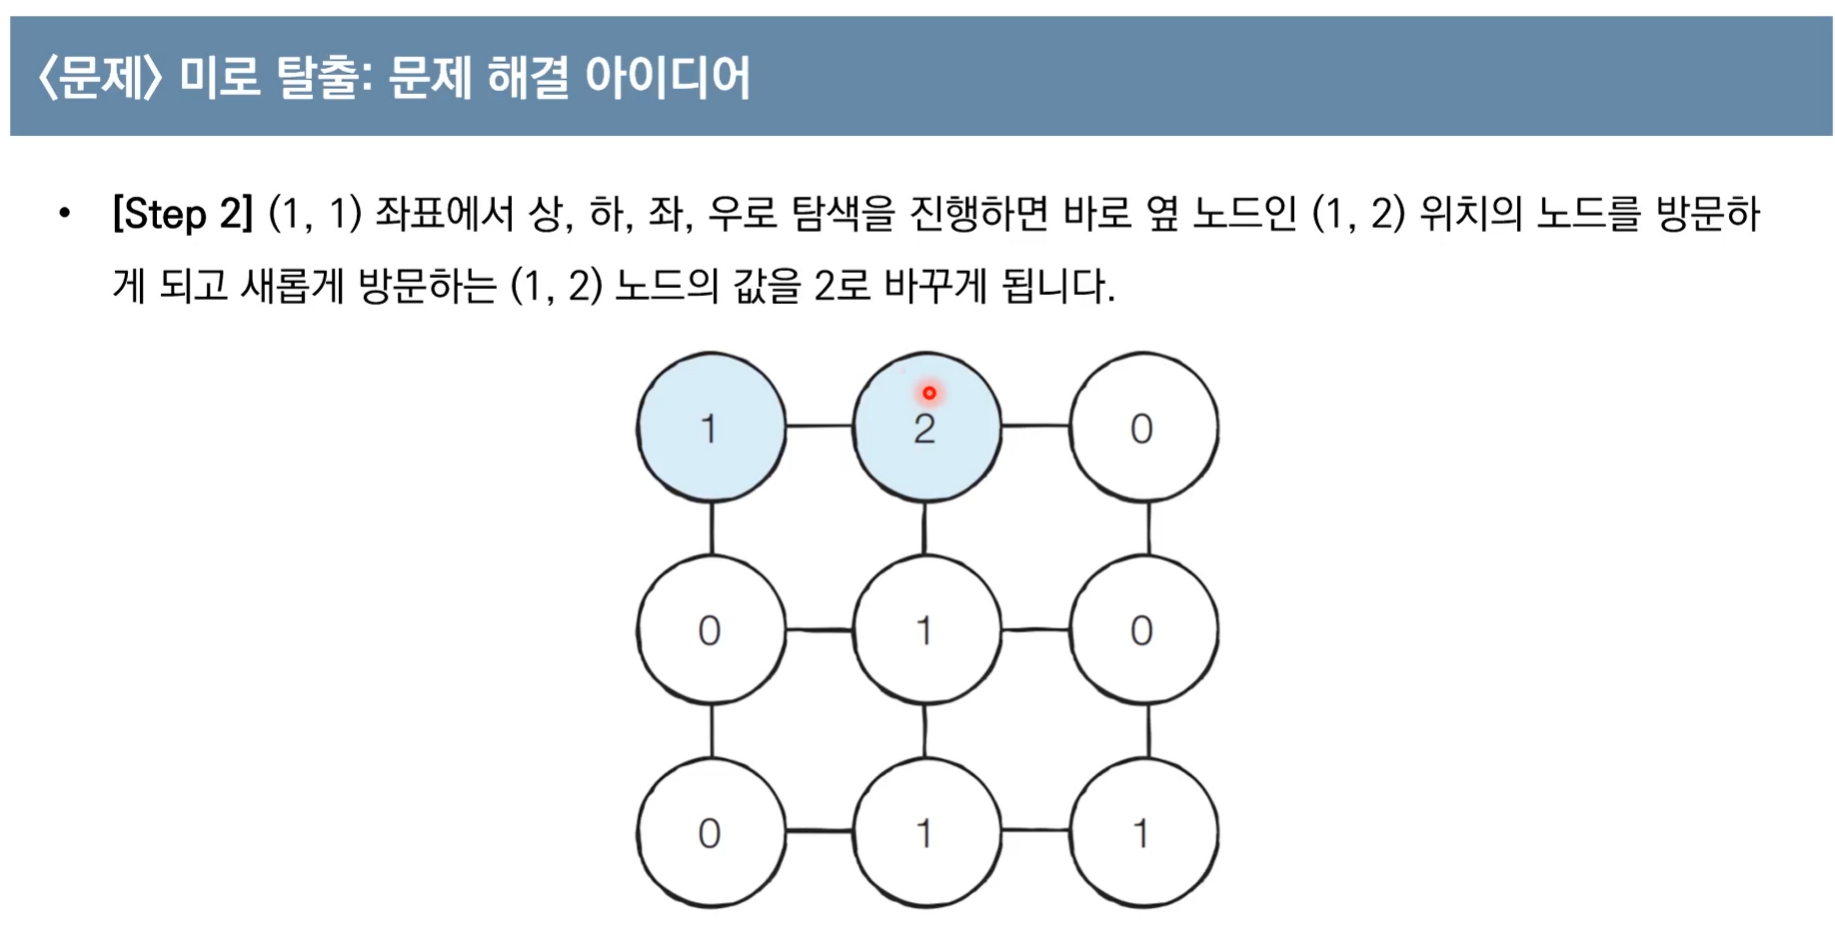 〈문제〉 미로 탈출: 문제 해결 아이디어
• [Step 2] (1, 1) 좌표에서 상, 하, 좌, 우로 탐색을 진행하면 바로 옆 노드인 (1, 2) 위치의 노드를 방문하
게 되고 새롭게 방문하는 (1, 2) 노드의 값을 2로 바꾸게 됩니다.
1 2 0
0 1 0
0 1 1